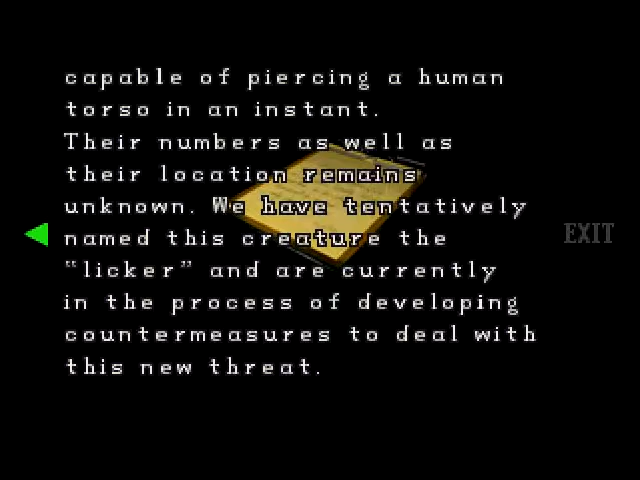 capable of piercing a human
torso in an instant.
Their numbers as well as
their location remains
unknown. We have tentatively
named this creature the
EXIT
“licker” and are currently
in the process of developing
countermeasures to deal with
this new threat.